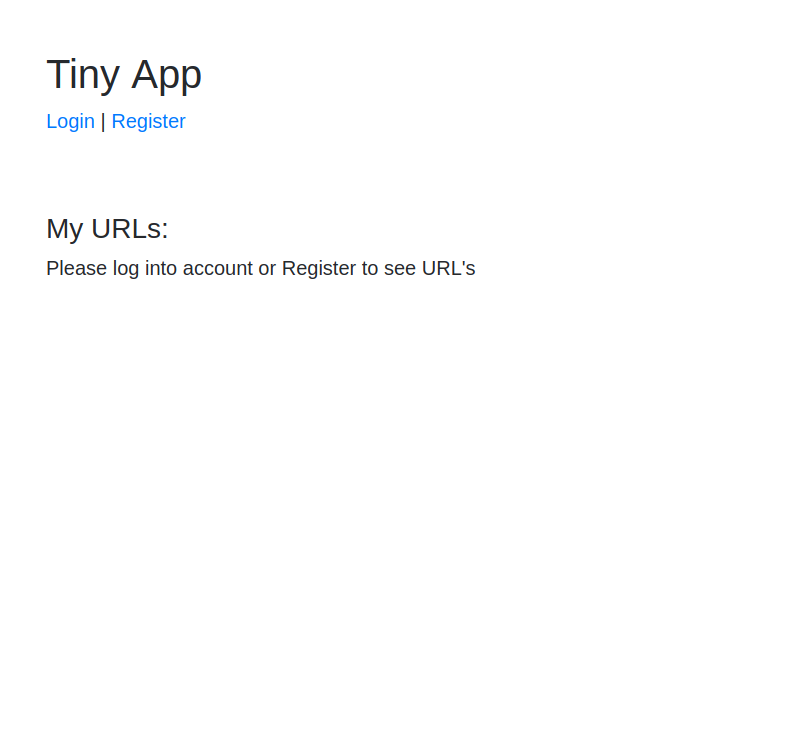 Tiny App
Login | Register
My URLs:
Please log into account or Register to see URL's